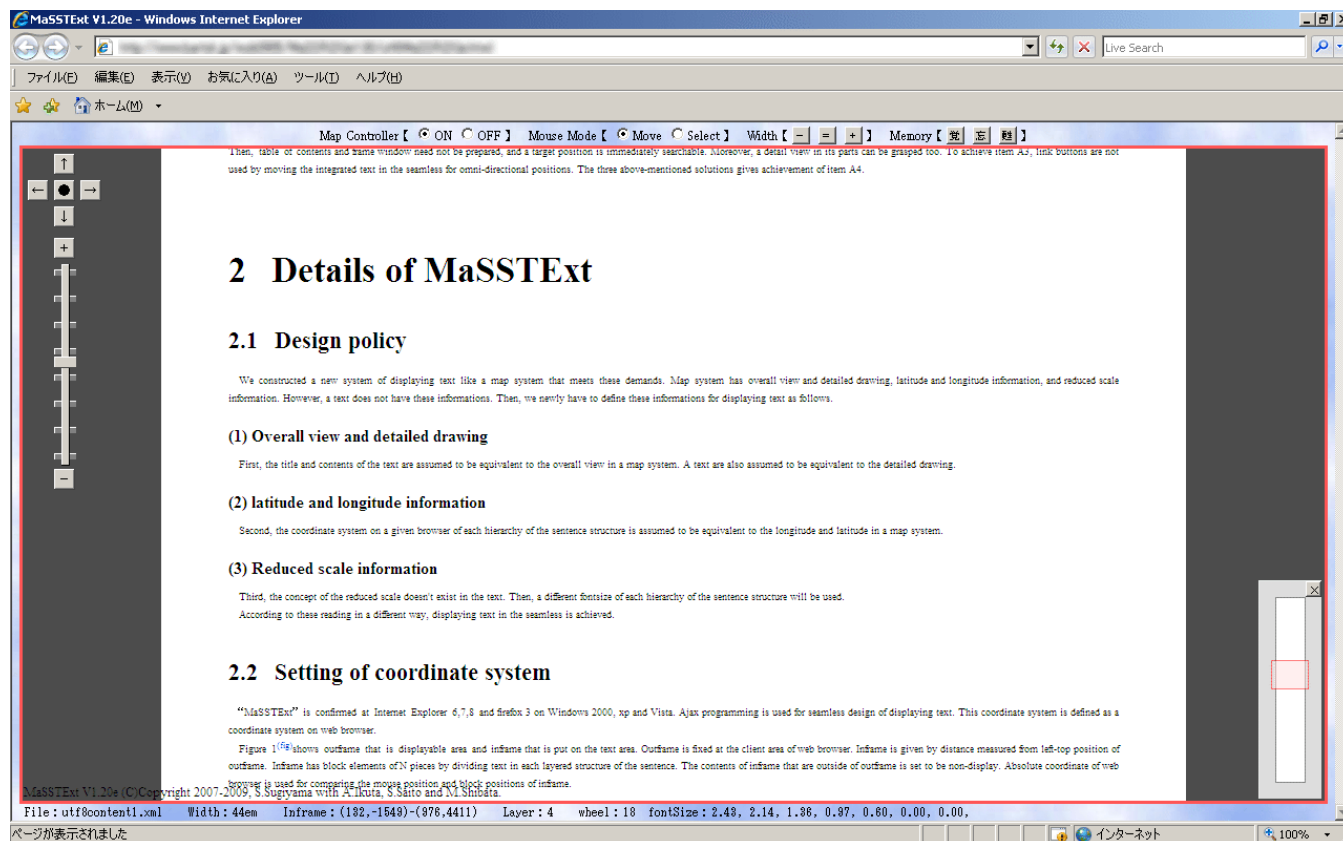 MaSSTExt V1.20e - Windows Internet Explorer
Live Search
ファイル(F) 編集(E) 表示(V) お気に入り(A) ツール(T) ヘルプ(H)
ホーム(M)
Map Controller【 ON OFF 】 Mouse Mode【 Move Select 】 Width【 - = + 】 Memory【 覚 忘 甦 】
Then, table of contents and frame window need not be prepared, and a target position is immediately searchable. Moreover, a detail view in its parts can be grasped too. To achieve item A3, link buttons are not
used by moving the integrated text in the seamless for omni-directional positions. The three above-mentioned solutions gives achievement of item A4.
↑
← ● →
↓
+
-
2 Details of MaSSTExt
2.1 Design policy
We constructed a new system of displaying text like a map system that meets these demands. Map system has overall view and detailed drawing, latitude and longitude information, and reduced scale
information. However, a text does not have these informations. Then, we newly have to define these informations for displaying text as follows.
(1) Overall view and detailed drawing
First, the title and contents of the text are assumed to be equivalent to the overall view in a map system. A text are also assumed to be equivalent to the detailed drawing.
(2) latitude and longitude information
Second, the coordinate system on a given browser of each hierarchy of the sentence structure is assumed to be equivalent to the longitude and latitude in a map system.
(3) Reduced scale information
Third, the concept of the reduced scale doesn't exist in the text. Then, a different fontsize of each hierarchy of the sentence structure will be used.
According to these reading in a different way, displaying text in the seamless is achieved.
2.2 Setting of coordinate system
“MaSSTExt” is confirmed at Internet Explorer 6,7,8 and firefox 3 on Windows 2000, xp and Vista. Ajax programming is used for seamless design of displaying text. This coordinate system is defined as a
coordinate system on web browser.
Figure 1(fig)shows outframe that is displayable area and inframe that is put on the text area. Outframe is fixed at the client area of web browser. Inframe is given by distance measured from left-top position of
outframe. Inframe has block elements of N pieces by dividing text in each layered structure of the sentence. The contents of inframe that are outside of outframe is set to be non-display. Absolute coordinate of web
browser is used for comparing the mouse position and block positions of inframe.
MaSSTExt V1.20e (C)Copyright 2007-2009, S.Sugiyama with A.Ikuta, S.Saito and M.Shibata.
File：utf8content1.xml Width：44em Inframe：(132,-1543)-(976,4411) Layer：4 wheel：18 fontSize：2.43, 2.14, 1.36, 0.97, 0.60, 0.00, 0.00,
ページが表示されました
インターネット
100%